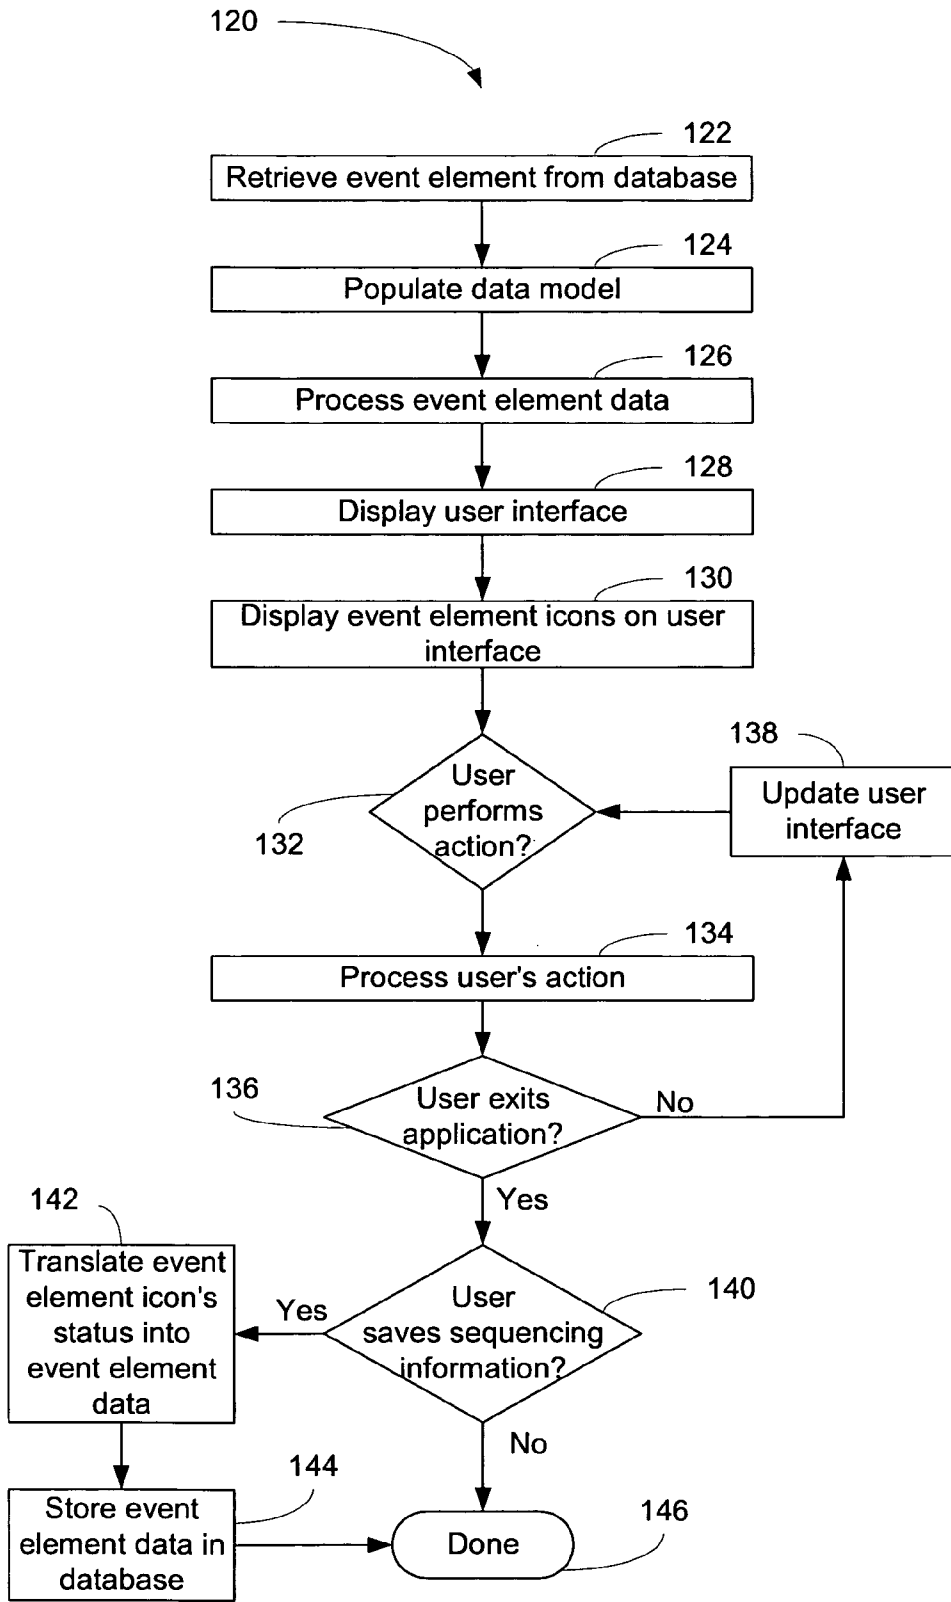 120
122
Retrieve event element from database
124
Populate data model
126
Process event element data
128
Display user interface
130
Display event element icons on user
interface
138
User
performs
action?
Update user
interface
132
134
Process user's action
136
User exits
application?
No
Yes
142
Translate event
element icon's
status into
event element
data
Yes
User
saves sequencing
information?
140
No
144
Store event
element data in
database
Done
146